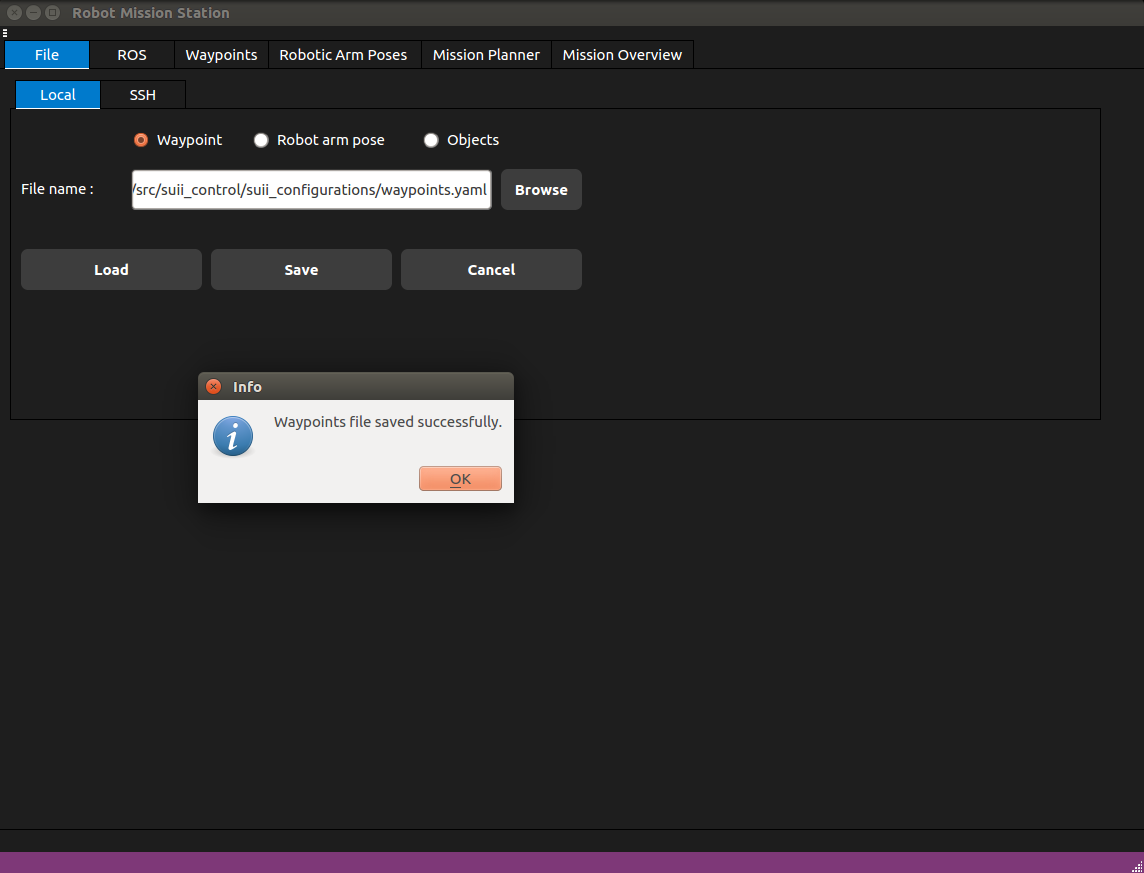 Robot Mission Station
File ROS Waypoints Robotic Arm Poses Mission Planner Mission Overview
Local SSH
Waypoint Robot arm pose Objects
File name : /src/suii_control/suii_configurations/waypoints.yaml Browse
Load Save Cancel
Info
i Waypoints file saved successfully.
OK